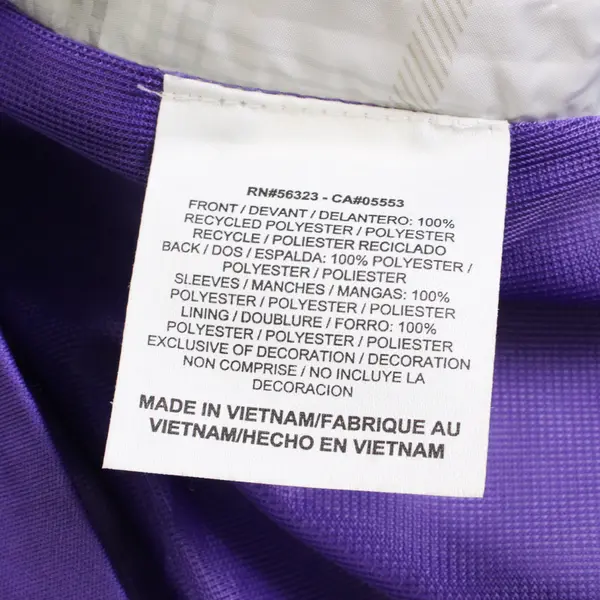 RN#56323 - CA#05553
FRONT / DEVANT / DELANTERO: 100%
RECYCLED POLYESTER / POLYESTER
RECYCLE / POLIESTER RECICLADO
BACK / DOS / ESPALDA: 100% POLYESTER /
POLYESTER / POLIESTER
SLEEVES / MANCHES / MANGAS: 100%
POLYESTER / POLYESTER / POLIESTER
LINING / DOUBLURE / FORRO: 100%
POLYESTER / POLYESTER / POLIESTER
EXCLUSIVE OF DECORATION / DECORATION
NON COMPRISE / NO INCLUYE LA
DECORACION
MADE IN VIETNAM/FABRIQUE AU
VIETNAM/HECHO EN VIETNAM